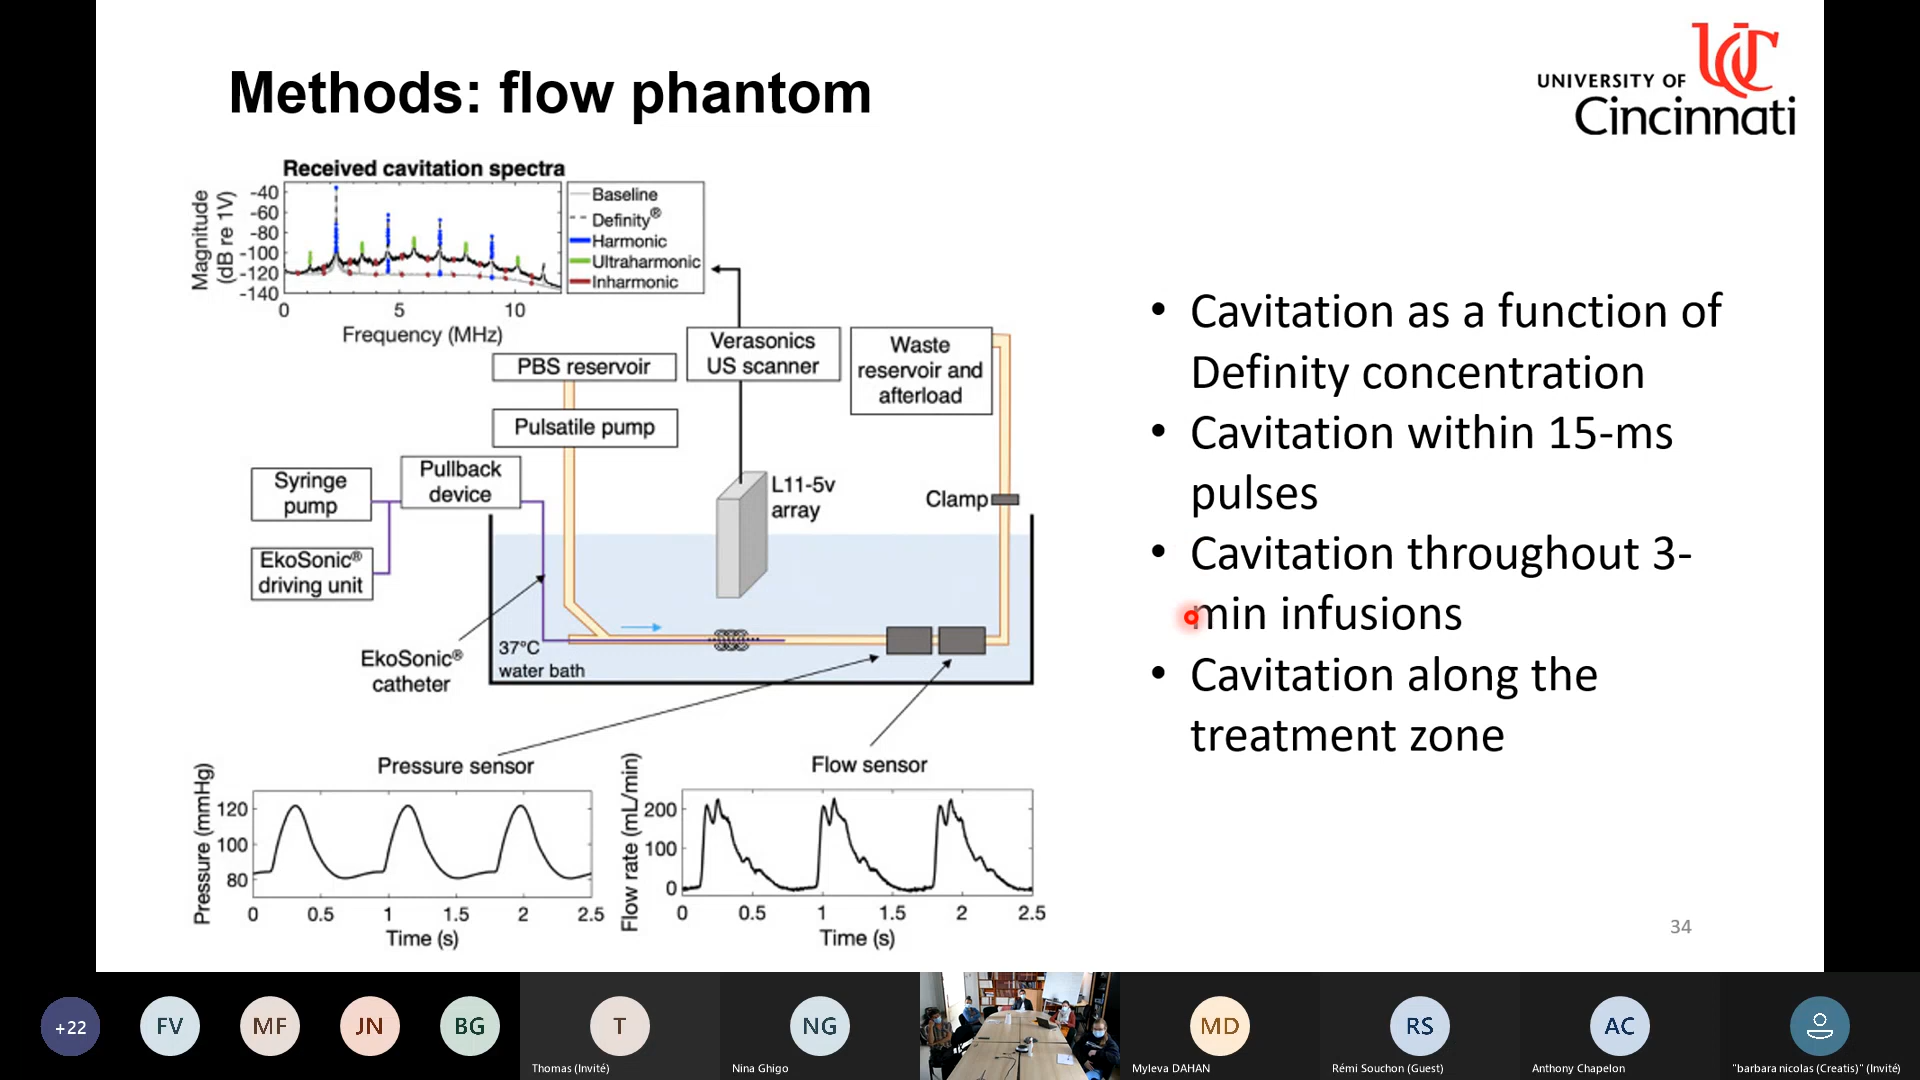 Methods: flow phantom
UNIVERSITY OF
Cincinnati
Received cavitation spectra
Magnitude
(dB re 1V)
-40
-60
-80
-100
-120
-140
0
5
10
Frequency (MHz)
Baseline
Definity®
Harmonic
Ultraharmonic
Inharmonic
PBS reservoir
Verasonics
US scanner
Waste
reservoir and
afterload
Pulsatile pump
Syringe
pump
Pullback
device
L11-5v
array
Clamp
EkoSonic®
driving unit
EkoSonic®
catheter
37°C
water bath
Pressure sensor
Flow sensor
Pressure (mmHg)
120
100
80
0
0.5
1
1.5
2
2.5
Time (s)
Flow rate (mL/min)
200
100
0
0
0.5
1
1.5
2
2.5
Time (s)
• Cavitation as a function of
Definity concentration
• Cavitation within 15-ms
pulses
• Cavitation throughout 3-
min infusions
• Cavitation along the
treatment zone
34
+22
FV
MF
JN
BG
T
NG
MD
RS
AC
Thomas (Invité)
Nina Ghigo
Myleva DAHAN
Rémi Souchon (Guest)
Anthony Chapelon
"barbara nicolas (Creatis)" (Invité)